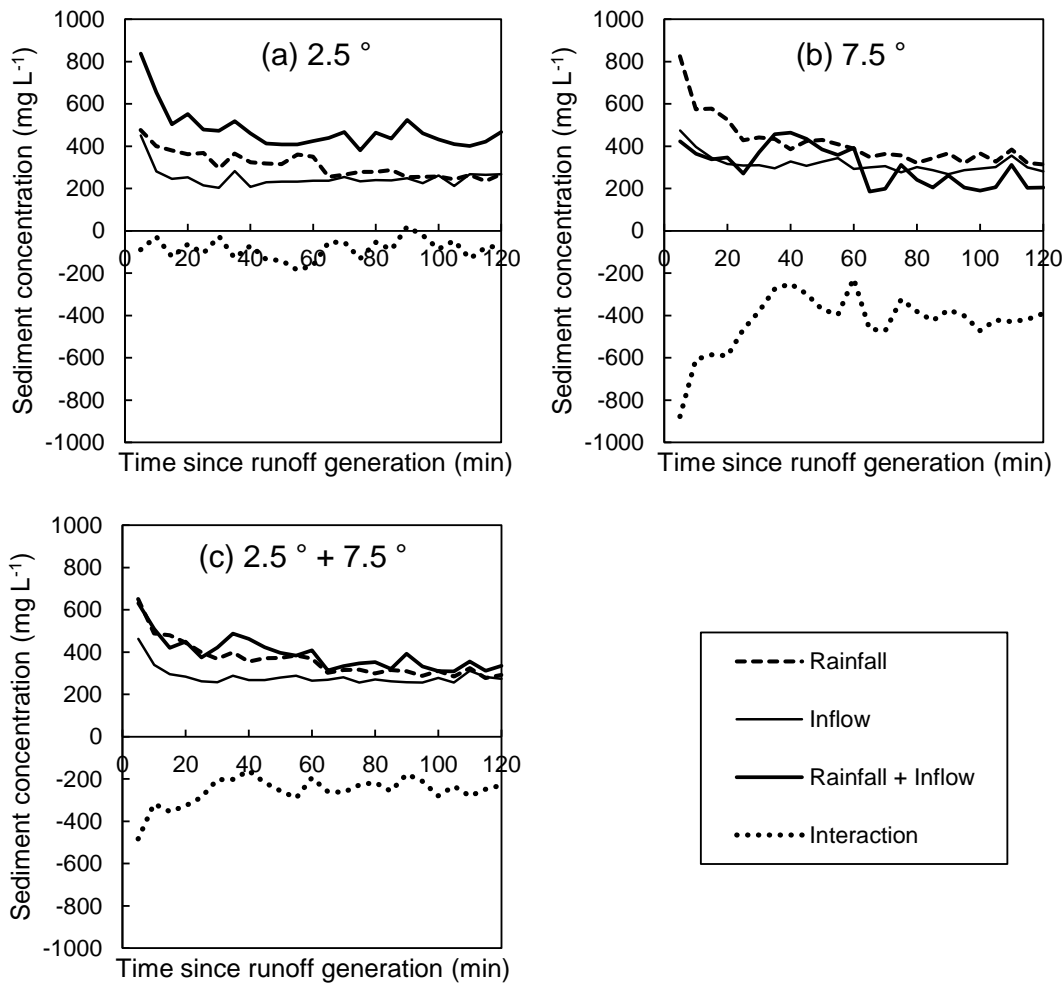 (a) 2.5 °
Sediment concentration (mg L-1)
1000
800
600
400
200
0
-200
-400
-600
-800
-1000
0 20 40 60 80 100 120
Time since runoff generation (min)
(b) 7.5 °
Sediment concentration (mg L-1)
1000
800
600
400
200
0
-200
-400
-600
-800
-1000
0 20 40 60 80 100 120
Time since runoff generation (min)
(c) 2.5 ° + 7.5 °
Sediment concentration (mg L-1)
1000
800
600
400
200
0
-200
-400
-600
-800
-1000
0 20 40 60 80 100 120
Time since runoff generation (min)
Rainfall
Inflow
Rainfall + Inflow
Interaction